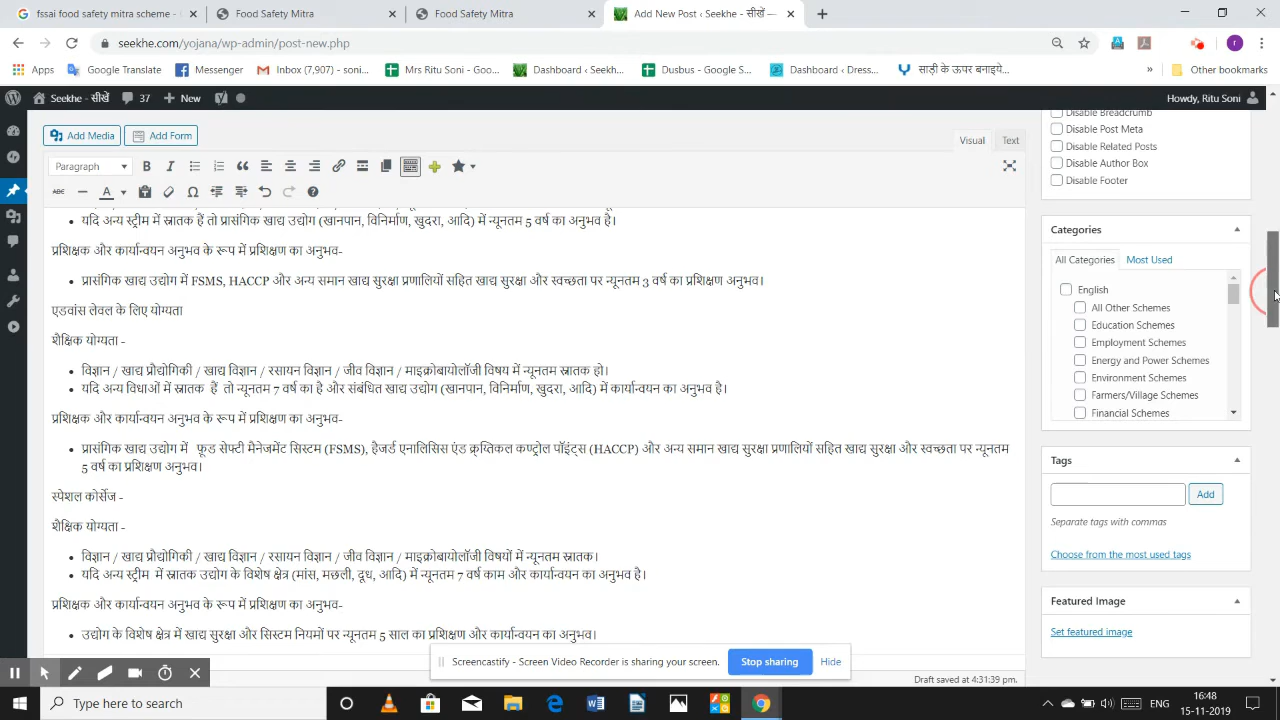 fssai food safety mitra scheme -
Food Safety Mitra
Food Safety Mitra
Add New Post ‹ Seekhe - सीखें —
seekhe.com/yojana/wp-admin/post-new.php
Apps
Google Translate
Messenger
Inbox (7,907) - soni...
Mrs Ritu Soni - Goo...
Dashboard ‹ Seekh...
Dusbus - Google S...
Dashboard ‹ Dress...
साड़ी के ऊपर बनाइये...
»
Other bookmarks
Seekhe - सीखें
37
New
Howdy, Ritu Soni
Add Media
Add Form
Visual
Text
Paragraph
यदि अन्य स्ट्रीम में स्नातक हैं तो प्रासंगिक खाद्य उद्योग (खानपान, विनिर्माण, खुदरा, आदि) में न्यूनतम 5 वर्ष का अनुभव है।
प्रशिक्षक और कार्यान्वयन अनुभव के रूप में प्रशिक्षण का अनुभव-
प्रासंगिक खाद्य उद्योग में FSMS, HACCP और अन्य समान खाद्य सुरक्षा प्रणालियों सहित खाद्य सुरक्षा और स्वच्छता पर न्यूनतम 3 वर्ष का प्रशिक्षण अनुभव है।
एडवांस लेवल के लिए योग्यता
शैक्षिक योग्यता -
विज्ञान / खाद्य प्रौद्योगिकी / खाद्य विज्ञान / रसायन विज्ञान / जीव विज्ञान / माइक्रोबायोलॉजी विषय में न्यूनतम स्नातक हो।
यदि अन्य विधाओं में स्नातक हैं तो न्यूनतम 7 वर्ष का है और संबंधित खाद्य उद्योग (खानपान, विनिर्माण, खुदरा, आदि) में कार्यान्वयन का अनुभव है।
प्रशिक्षक और कार्यान्वयन अनुभव के रूप में प्रशिक्षण का अनुभव-
प्रासंगिक खाद्य उद्योग में फ़ूड सेफ्टी मैनेजमेंट सिस्टम (FSMS), हैजर्ड एनालिसिस एंड क्रिटिकल कण्ट्रोल पॉइंट्स (HACCP) और अन्य समान खाद्य सुरक्षा प्रणालियों सहित खाद्य सुरक्षा और स्वच्छता पर न्यूनतम
5 वर्ष का प्रशिक्षण अनुभव।
स्पेशल कोर्सेज -
शैक्षिक योग्यता -
विज्ञान / खाद्य प्रौद्योगिकी / खाद्य विज्ञान / रसायन विज्ञान / जीव विज्ञान / माइक्रोबायोलॉजी विषयों में न्यूनतम स्नातक।
यदि अन्य स्ट्रीम में स्नातक उद्योग के विशेष क्षेत्र (मांस, मछली, दूध, आदि) में न्यूनतम 7 वर्ष काम और कार्यान्वयन का अनुभव है।
प्रशिक्षक और कार्यान्वयन अनुभव के रूप में प्रशिक्षण का अनुभव-
उद्योग के विशेष क्षेत्र में खाद्य सुरक्षा और सिस्टम नियमों पर न्यूनतम 5 साल का प्रशिक्षण और कार्यान्वयन का अनुभव।
Disable Breadcrumb
Disable Post Meta
Disable Related Posts
Disable Author Box
Disable Footer
Categories
All Categories
Most Used
English
All Other Schemes
Education Schemes
Employment Schemes
Energy and Power Schemes
Environment Schemes
Farmers/Village Schemes
Financial Schemes
Tags
Add
Separate tags with commas
Choose from the most used tags
Featured Image
Set featured image
Screencastify - Screen Video Recorder is sharing your screen.
Stop sharing
Hide
Draft saved at 4:31:39 pm.
Type here to search
ENG
16:48
15-11-2019